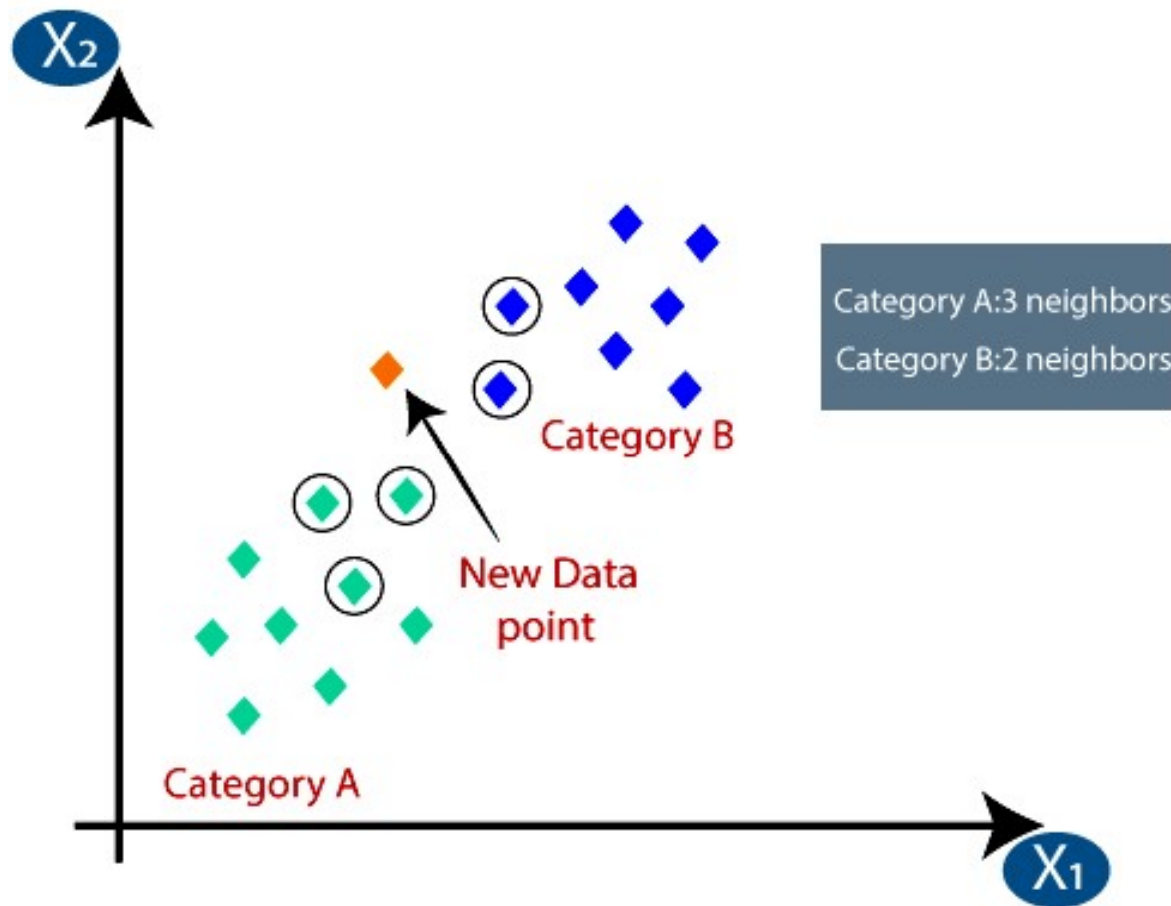 X₂
Category A:3 neighbors
Category B:2 neighbors
Category B
New Data
point
Category A
X₁